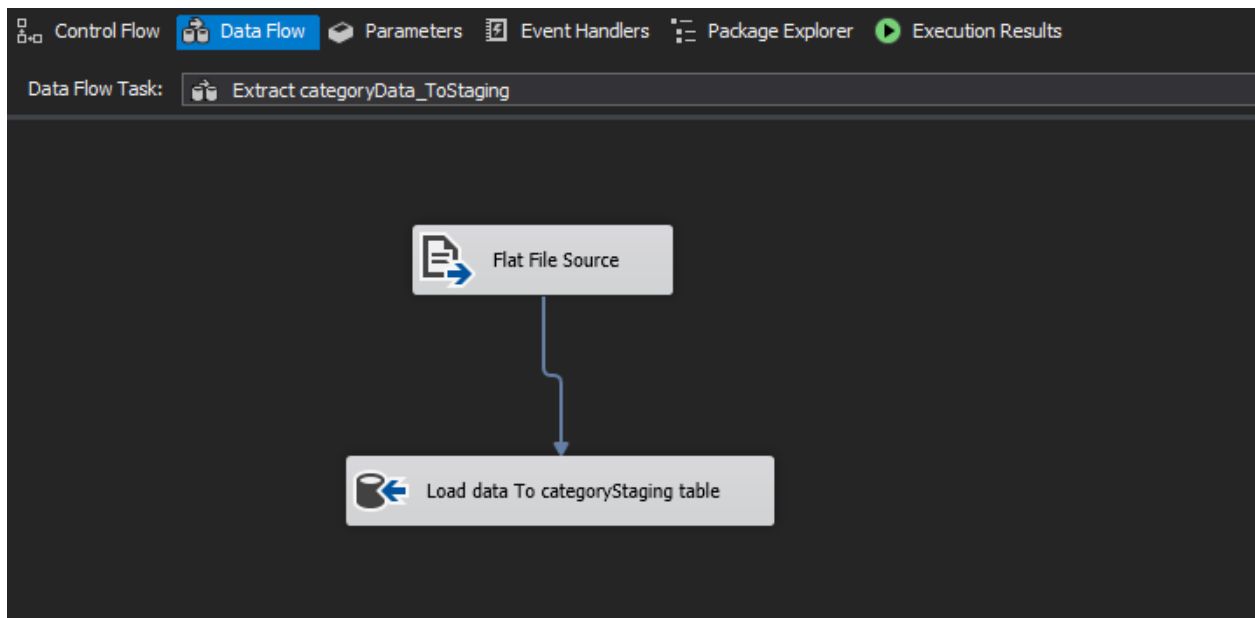 Control Flow Data Flow Parameters Event Handlers Package Explorer Execution Results
Data Flow Task: Extract categoryData_ToStaging
Flat File Source
Load data To categoryStaging table